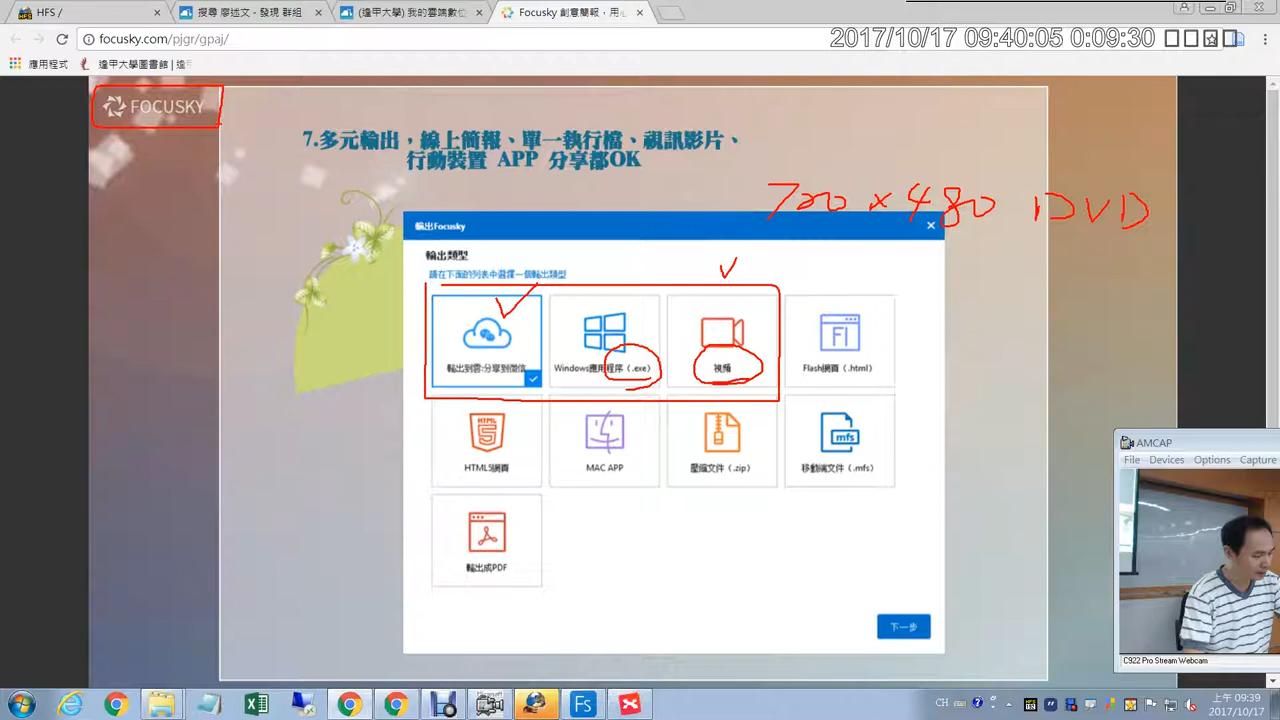 HFS /
搜尋 廖述文 - 發現 群組
(逢甲大學) 我的雲端數位
Focusky 創意簡報，用心
focusky.com/pjgr/gpaj/
2017/10/17 09:40:05 0:09:30
應用程式
逢甲大學圖書館 | 逢
FOCUSKY
7.多元輸出，線上簡報、單一執行檔、視訊影片、
行動裝置 APP 分享都OK
720 x 480 DVD
輸出Focusky
輸出類型
請在下面的列表中選擇一個輸出類型
輸出到雲:分享到微信
Windows應用程序 (.exe)
視頻
Flash網頁 (.html)
HTML5網頁
MAC APP
壓縮文件 (.zip)
移動端文件 (.mfs)
輸出成PDF
下一步
AMCAP
File Devices Options Capture
C922 Pro Stream Webcam
CH
上午 09:39
2017/10/17